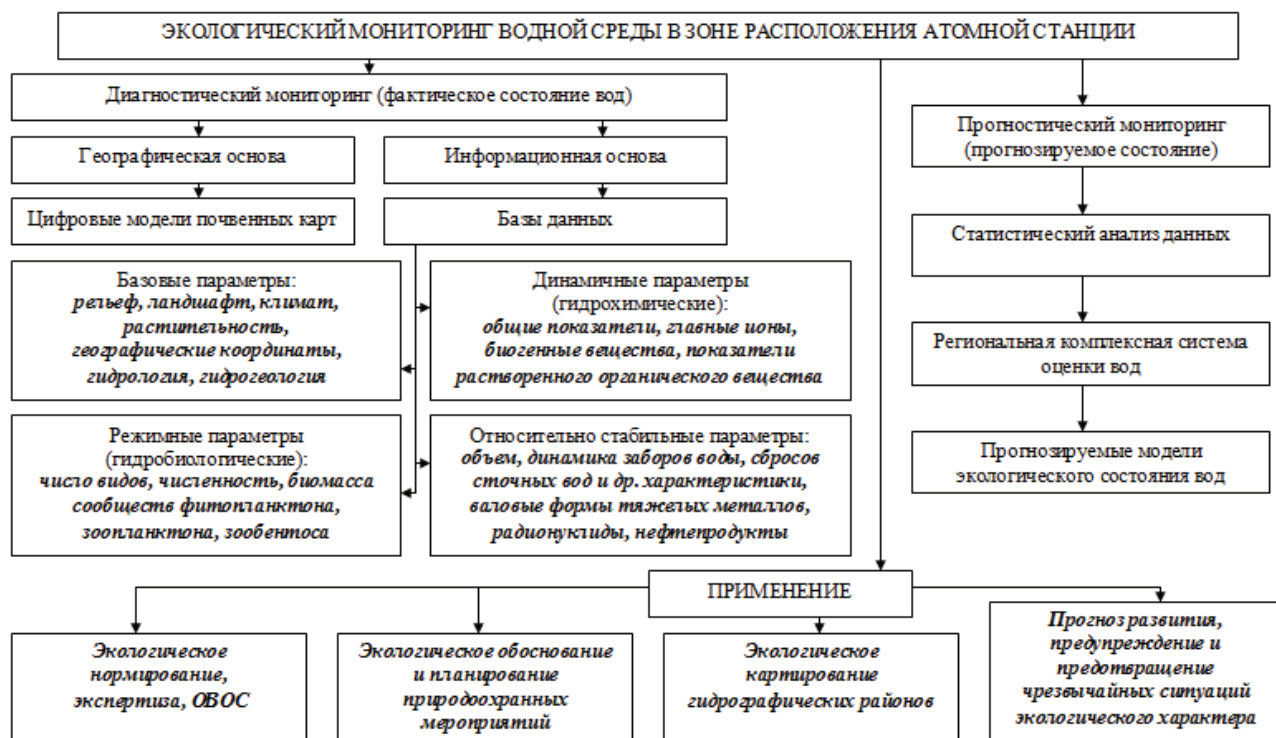 ЭКОЛОГИЧЕСКИЙ МОНИТОРИНГ ВОДНОЙ СРЕДЫ В ЗОНЕ РАСПОЛОЖЕНИЯ АТОМНОЙ СТАНЦИИ
Диагностический мониторинг (фактическое состояние вод)
Географическая основа
Информационная основа
Цифровые модели почвенных карт
Базы данных
Базовые параметры:
рельеф, ландшафт, климат,
растительность,
географические координаты,
гидрология, гидрогеология
Динамичные параметры
(гидрохимические):
общие показатели, главные ионы,
биогенные вещества, показатели
растворенного органического вещества
Режимные параметры
(гидробиологические):
число видов, численность, биомасса
сообществ фитопланктона,
зоопланктона, зообентоса
Относительно стабильные параметры:
объем, динамика заборов воды, сбросов
сточных вод и др. характеристики,
валовые формы тяжелых металлов,
радионуклиды, нефтепродукты
Прогностический мониторинг
(прогнозируемое состояние)
Статистический анализ данных
Региональная комплексная система
оценки вод
Прогнозируемые модели
экологического состояния вод
ПРИМЕНЕНИЕ
Экологическое
нормирование,
экспертиза, ОВОС
Экологическое обоснование
и планирование
природоохранных
мероприятий
Экологическое
картирование
гидрографических районов
Прогноз развития,
предупреждение и
предотвращение
чрезвычайных ситуаций
экологического характера